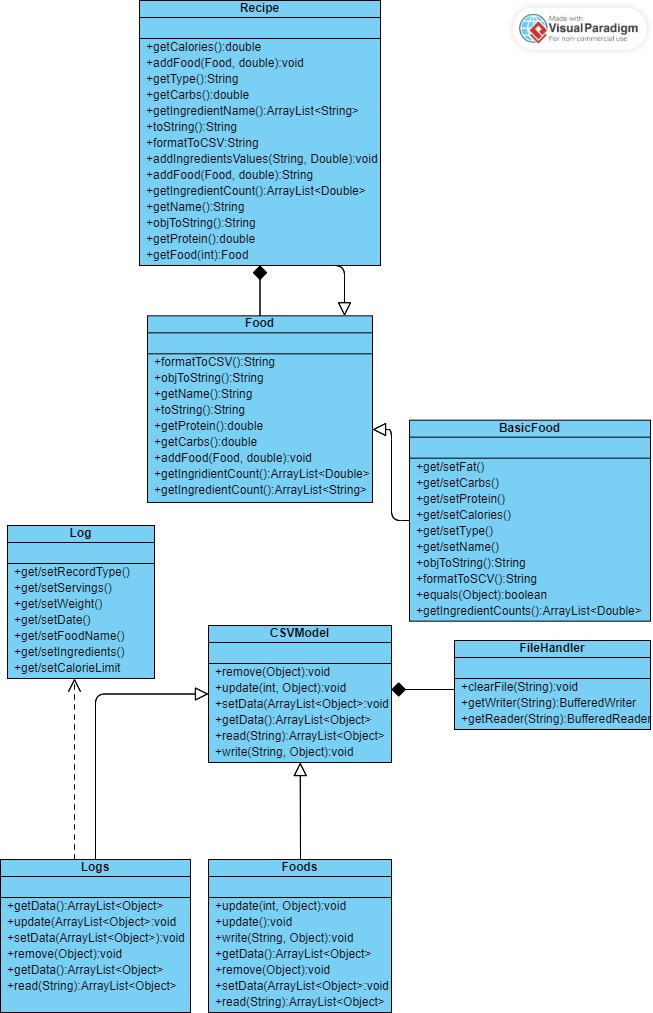 Recipe
+getCalories():double
+addFood(Food, double):void
+getType():String
+getCarbs():double
+getIngredientName():ArrayList<String>
+toString():String
+formatToCSV:String
+addIngredientsValues(String, Double):void
+addFood(Food, double):String
+getIngredientCount():ArrayList<Double>
+getName():String
+objToString():String
+getProtein():double
+getFood(int):Food
Made with
VisualParadigm
For non-commercial use
Food
+formatToCSV():String
+objToString():String
+getName():String
+toString():String
+getProtein():double
+getCarbs():double
+addFood(Food, double):void
+getIngridientCount():ArrayList<Double>
+getIngredientCount():ArrayList<String>
BasicFood
+get/setFat()
+get/setCarbs()
+get/setProtein()
+get/setCalories()
+get/setType()
+get/setName()
+objToString():String
+formatToSCV():String
+equals(Object):boolean
+getIngredientCounts():ArrayList<Double>
Log
+get/setRecordType()
+get/setServings()
+get/setWeight()
+get/setDate()
+get/setFoodName()
+get/setIngredients()
+get/setCalorieLimit
CSVModel
+remove(Object):void
+update(int, Object):void
+setData(ArrayList<Object>:void
+getData():ArrayList<Object>
+read(String):ArrayList<Object>
+write(String, Object):void
FileHandler
+clearFile(String):void
+getWriter(String):BufferedWriter
+getReader(String):BufferedReader
Logs
+getData():ArrayList<Object>
+update(ArrayList<Object>:void
+setData(ArrayList<Object>):void
+remove(Object):void
+getData():ArrayList<Object>
+read(String):ArrayList<Object>
Foods
+update(int, Object):void
+update():void
+write(String, Object):void
+getData():ArrayList<Object>
+remove(Object):void
+setData(ArrayList<Object>:void
+read(String):ArrayList<Object>